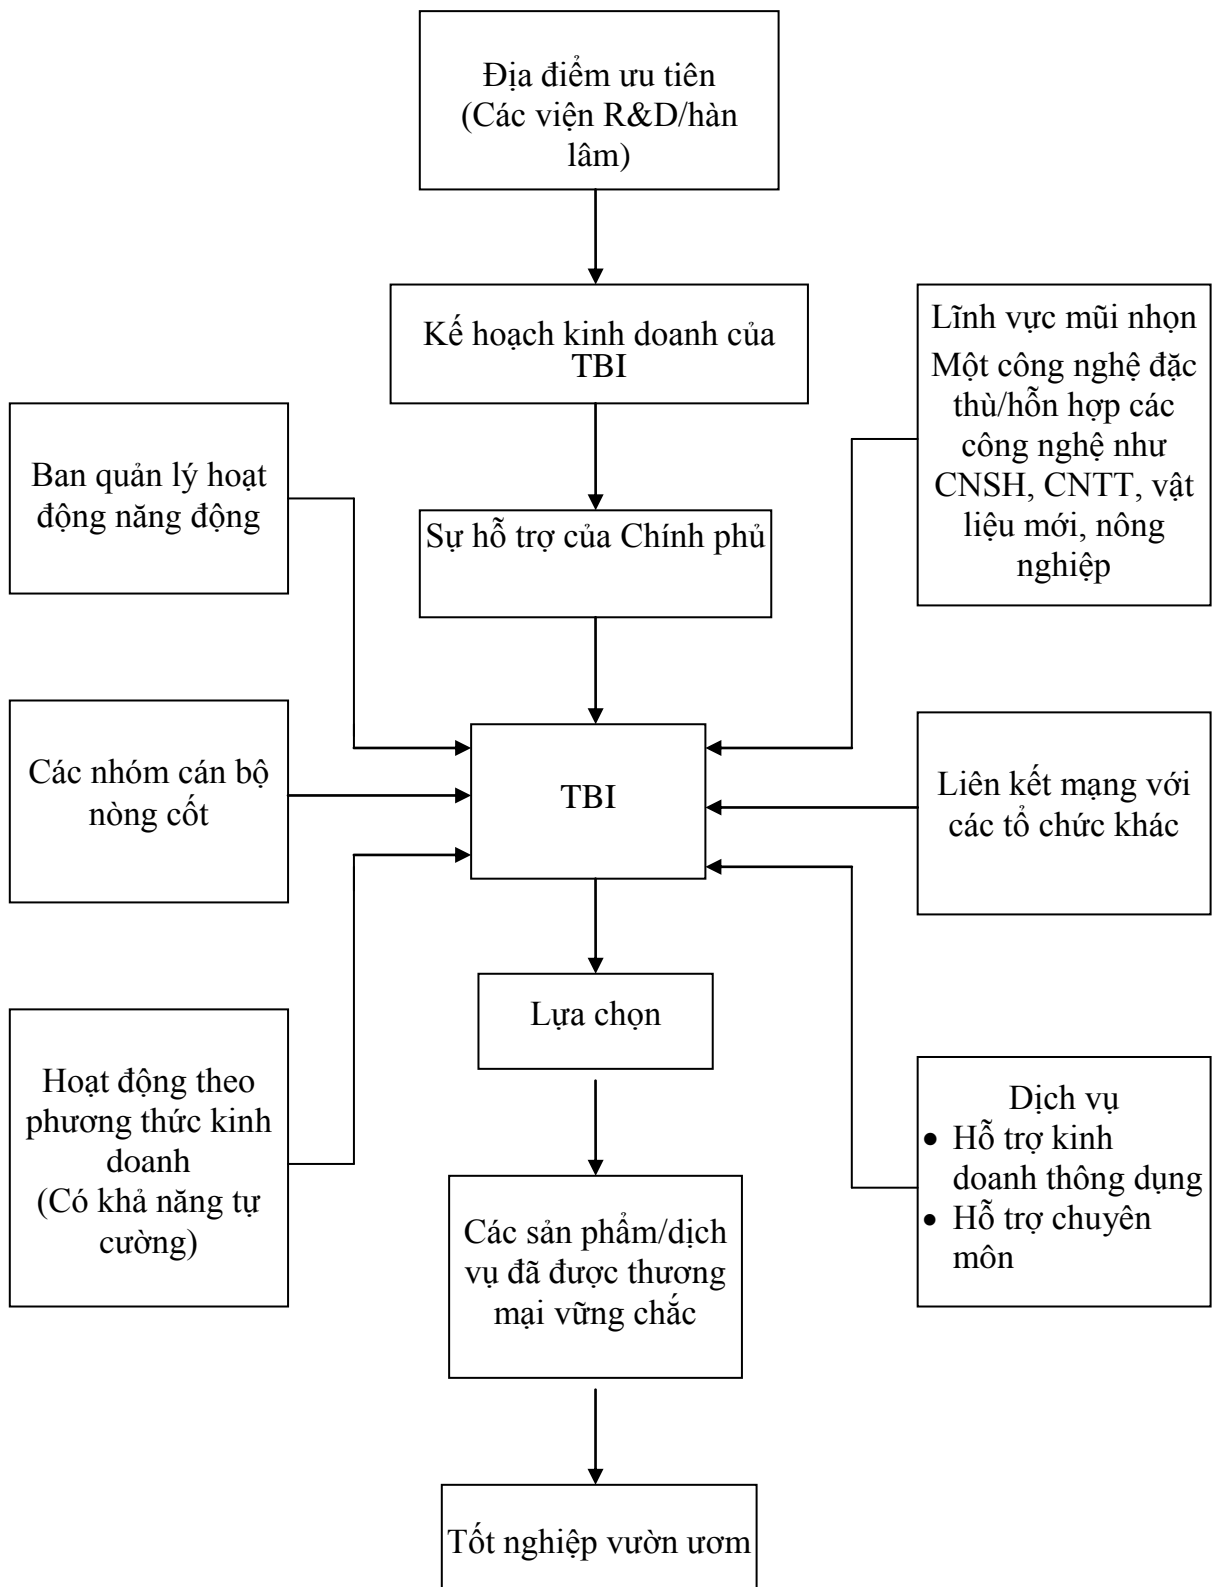 Địa điểm ưu tiên
(Các viện R&D/hàn
lâm)
Kế hoạch kinh doanh của
TBI
Lĩnh vực mũi nhọn
Một công nghệ đặc
thù/hỗn hợp các
công nghệ như
CNSH, CNTT, vật
liệu mới, nông
nghiệp
Ban quản lý hoạt
động năng động
Sự hỗ trợ của Chính phủ
Các nhóm cán bộ
nòng cốt
TBI
Liên kết mạng với
các tổ chức khác
Lựa chọn
Hoạt động theo
phương thức kinh
doanh
(Có khả năng tự
cường)
Dịch vụ
• Hỗ trợ kinh
doanh thông dụng
• Hỗ trợ chuyên
môn
Các sản phẩm/dịch
vụ đã được thương
mại vững chắc
Tốt nghiệp vườn ươm